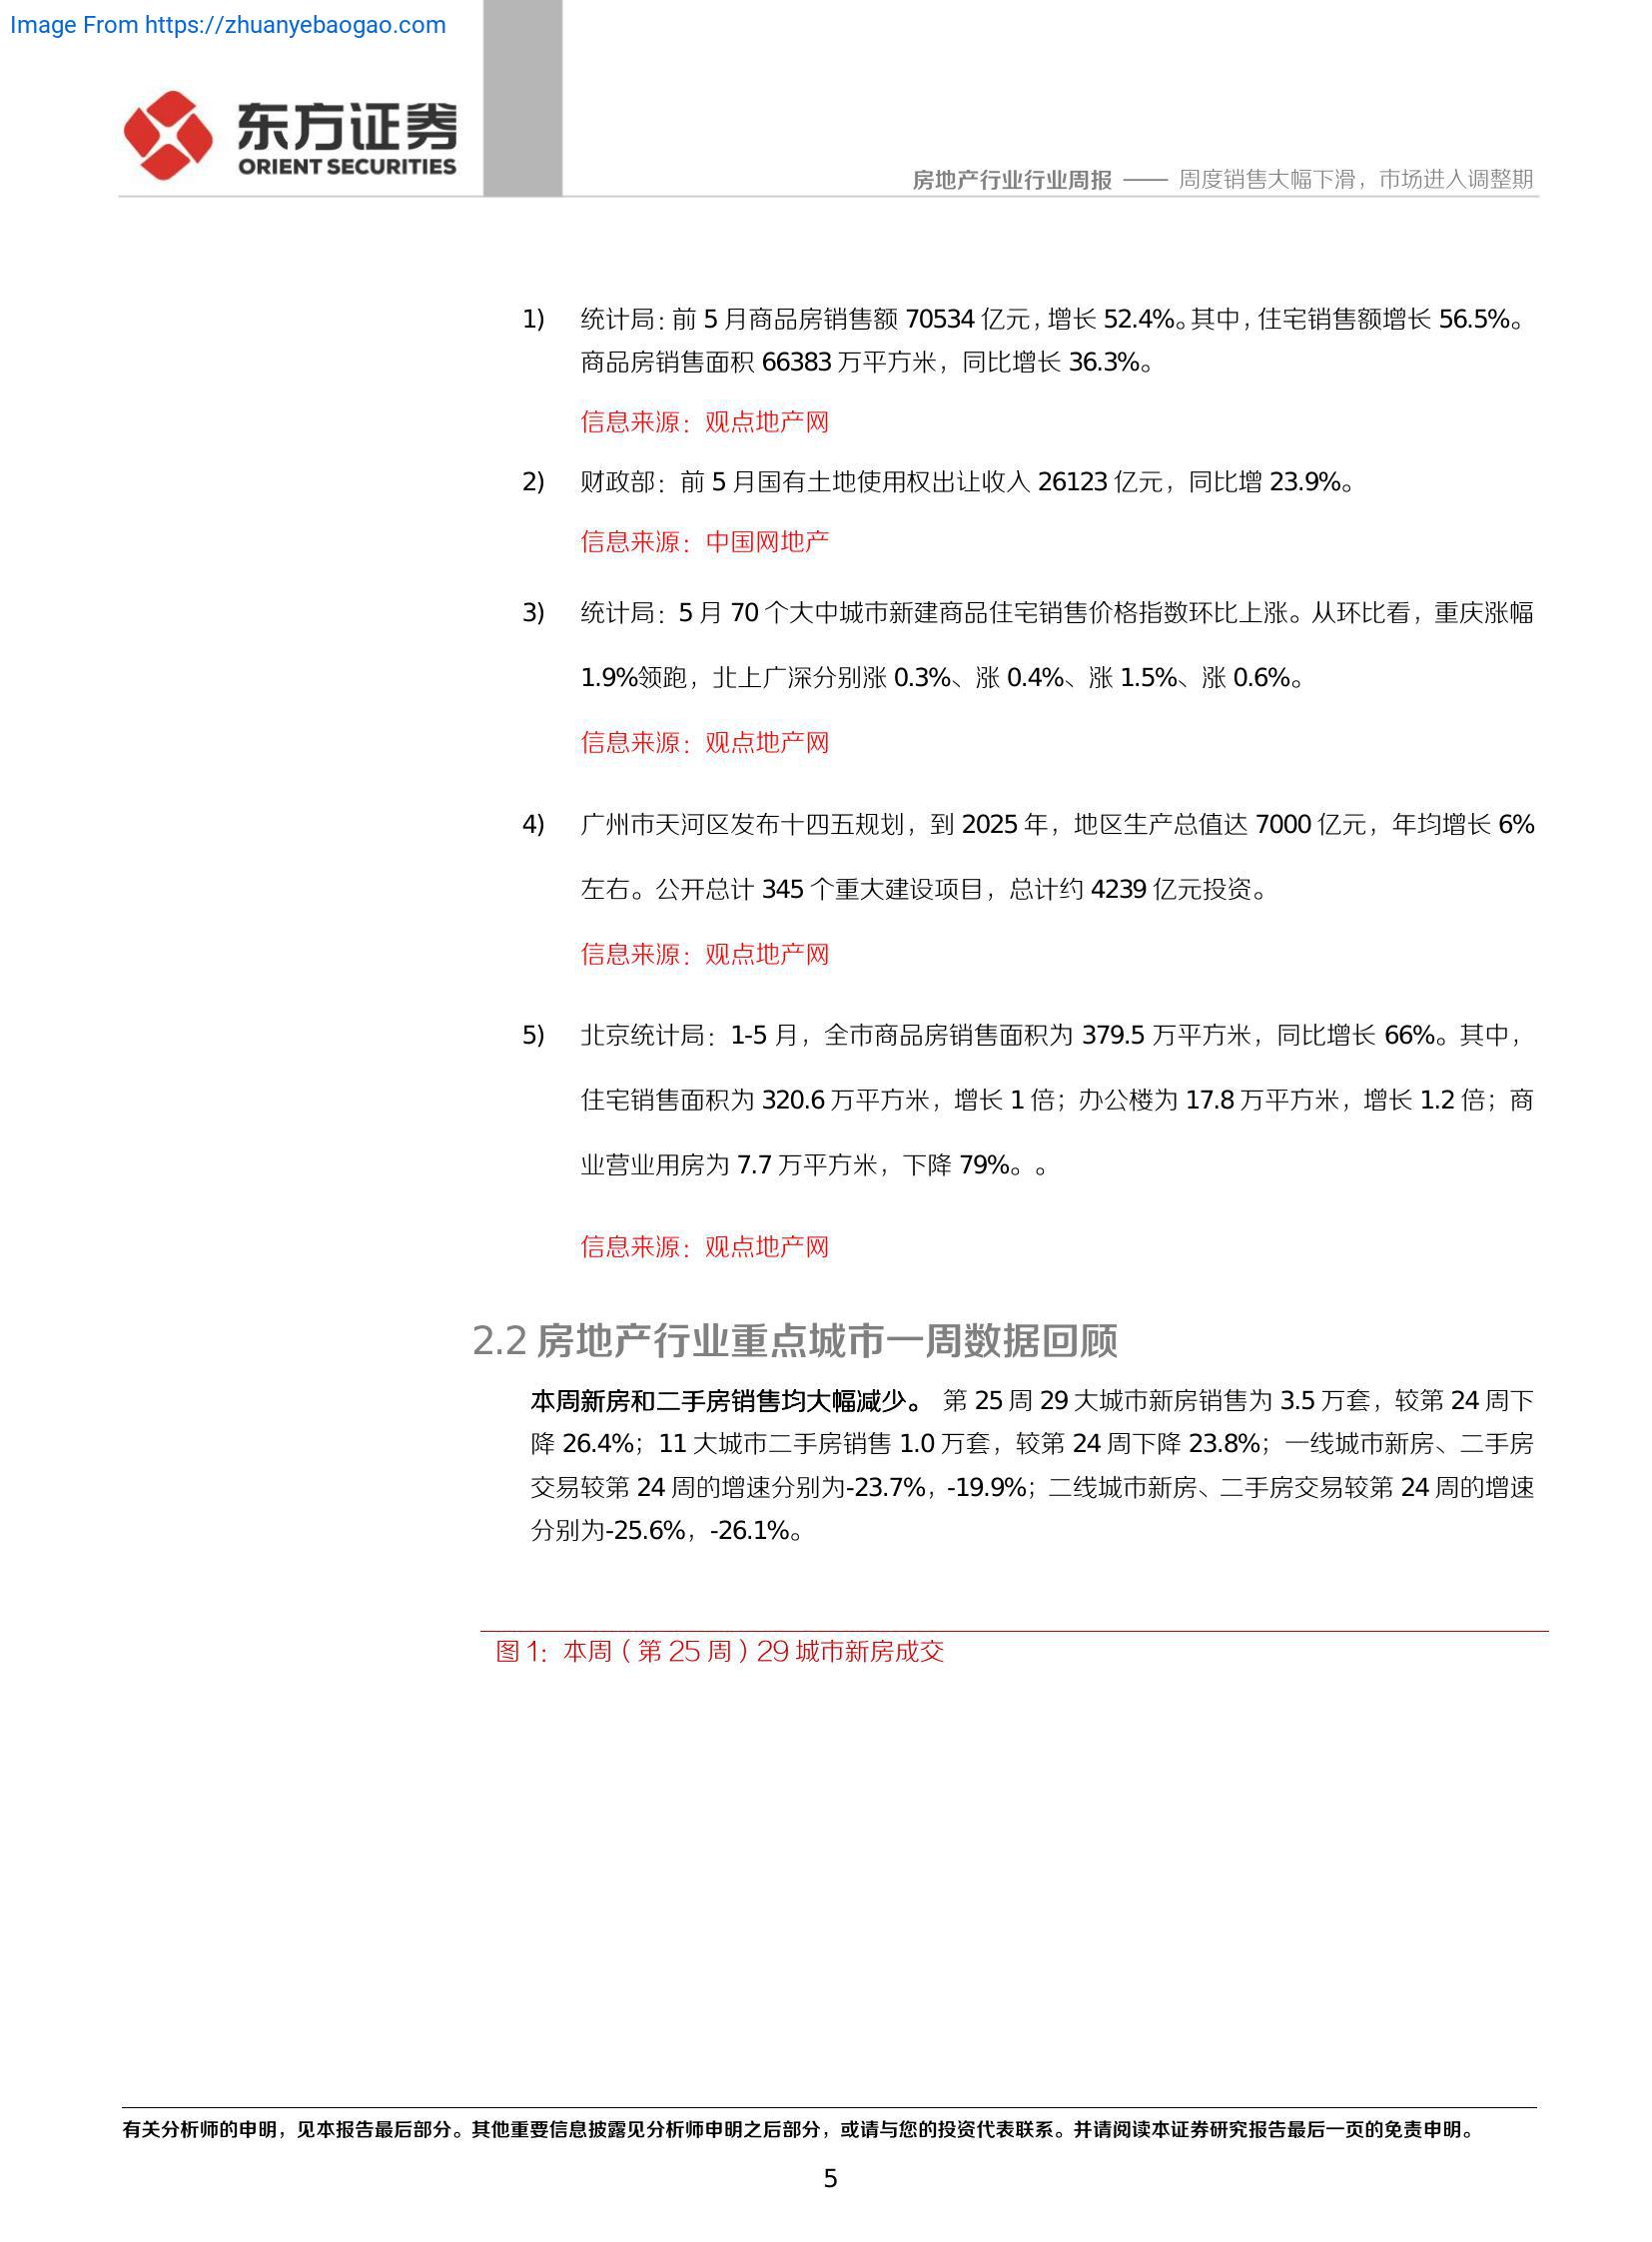 Image From https://zhuanyebaogao.com
东方证券
ORIENT SECURITIES
房地产行业行业周报 —— 周度销售大幅下滑，市场进入调整期
1) 统计局：前 5 月商品房销售额 70534 亿元，增长 52.4%。其中，住宅销售额增长 56.5%。
商品房销售面积 66383 万平方米，同比增长 36.3%。
信息来源：观点地产网
2) 财政部：前 5 月国有土地使用权出让收入 26123 亿元，同比增 23.9%。
信息来源：中国网地产
3) 统计局：5 月 70 个大中城市新建商品住宅销售价格指数环比上涨。从环比看，重庆涨幅
1.9%领跑，北上广深分别涨 0.3%、涨 0.4%、涨 1.5%、涨 0.6%。
信息来源：观点地产网
4) 广州市天河区发布十四五规划，到 2025 年，地区生产总值达 7000 亿元，年均增长 6%
左右。公开总计 345 个重大建设项目，总计约 4239 亿元投资。
信息来源：观点地产网
5) 北京统计局：1-5 月，全市商品房销售面积为 379.5 万平方米，同比增长 66%。其中，
住宅销售面积为 320.6 万平方米，增长 1 倍；办公楼为 17.8 万平方米，增长 1.2 倍；商
业营业用房为 7.7 万平方米，下降 79%。。
信息来源：观点地产网
2.2 房地产行业重点城市一周数据回顾
本周新房和二手房销售均大幅减少。 第 25 周 29 大城市新房销售为 3.5 万套，较第 24 周下
降 26.4%；11 大城市二手房销售 1.0 万套，较第 24 周下降 23.8%；一线城市新房、二手房
交易较第 24 周的增速分别为-23.7%，-19.9%；二线城市新房、二手房交易较第 24 周的增速
分别为-25.6%，-26.1%。
图 1：本周（第 25 周）29 城市新房成交
有关分析师的申明，见本报告最后部分。其他重要信息披露见分析师申明之后部分，或请与您的投资代表联系。并请阅读本证券研究报告最后一页的免责申明。
5